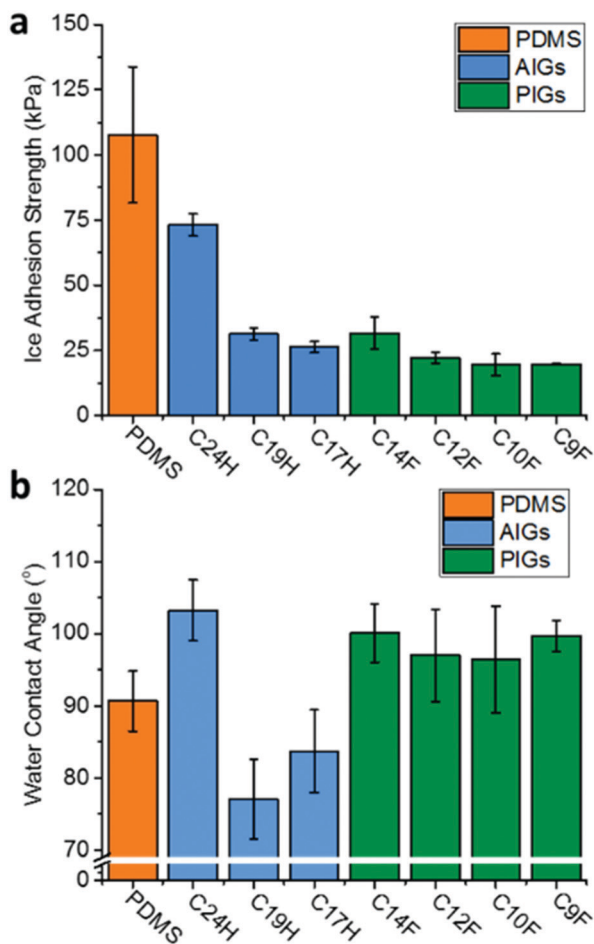 a
150
125
100
75
50
25
0
Ice Adhesion Strength (kPa)
PDMS
AIGs
PIGs
PDMS
C24H
C19H
C17H
C14F
C12F
C10F
C9F
b
120
110
100
90
80
70
0
Water Contact Angle (°)
PDMS
AIGs
PIGs
PDMS
C24H
C19H
C17H
C14F
C12F
C10F
C9F